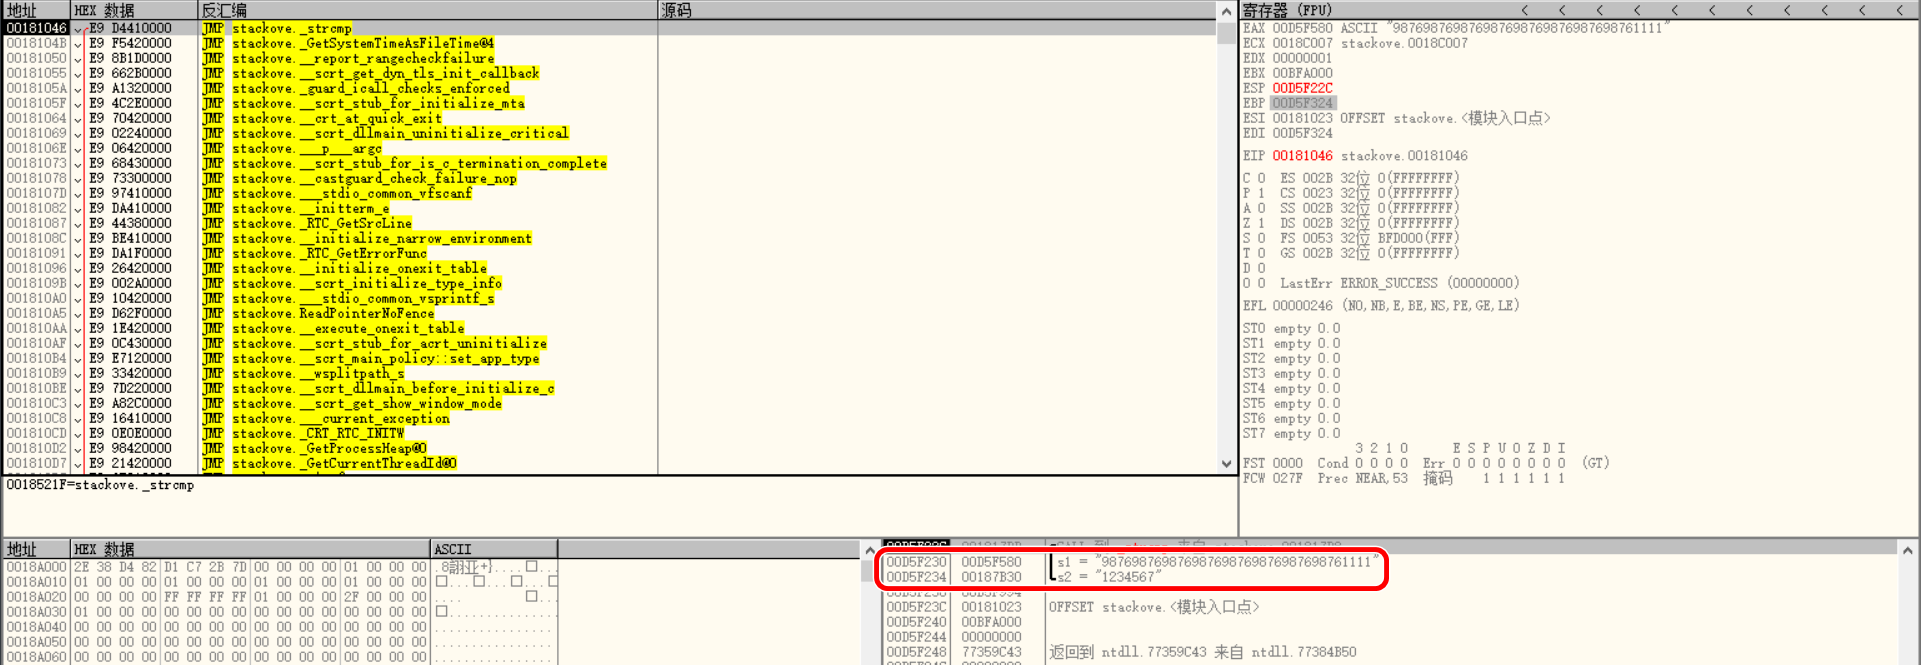 地址 HEX 数据 反汇编 源码
00181046 E9 D4410000 JMP stackove._strcmp
0018104B E9 F5420000 JMP stackove._GetSystemTimeAsFileTime@4
00181050 E9 8B1D0000 JMP stackove.__report_rangecheckfailure
00181055 E9 662B0000 JMP stackove.__scrt_get_dyn_tls_init_callback
0018105A E9 A1320000 JMP stackove._guard_icall_checks_enforced
0018105F E9 4C2E0000 JMP stackove.__scrt_stub_for_initialize_mta
00181064 E9 70420000 JMP stackove.__crt_at_quick_exit
00181069 E9 02240000 JMP stackove.__scrt_dllmain_uninitialize_critical
0018106E E9 06420000 JMP stackove.___p___argc
00181073 E9 68430000 JMP stackove.__scrt_stub_for_is_c_termination_complete
00181078 E9 73300000 JMP stackove.__castguard_check_failure_nop
0018107D E9 97410000 JMP stackove.___stdio_common_vfscanf
00181082 E9 DA410000 JMP stackove.__initterm_e
00181087 E9 44380000 JMP stackove._RTC_GetSrcLine
0018108C E9 BE410000 JMP stackove.__initialize_narrow_environment
00181091 E9 DA1F0000 JMP stackove._RTC_GetErrorFunc
00181096 E9 26420000 JMP stackove.__initialize_onexit_table
0018109B E9 002A0000 JMP stackove.__scrt_initialize_type_info
001810A0 E9 10420000 JMP stackove.___stdio_common_vsprintf_s
001810A5 E9 D62F0000 JMP stackove.ReadPointerNoFence
001810AA E9 1E420000 JMP stackove.__execute_onexit_table
001810AF E9 0C430000 JMP stackove.__scrt_stub_for_acrt_uninitialize
001810B4 E9 E7120000 JMP stackove.__scrt_main_policy::set_app_type
001810B9 E9 33420000 JMP stackove.__wsplitpath_s
001810BE E9 7D220000 JMP stackove.__scrt_dllmain_before_initialize_c
001810C3 E9 A82C0000 JMP stackove.__scrt_get_show_window_mode
001810C8 E9 16410000 JMP stackove.___current_exception
001810CD E9 0E0E0000 JMP stackove._CRT_RTC_INITW
001810D2 E9 98420000 JMP stackove._GetProcessHeap@0
001810D7 E9 21420000 JMP stackove._GetCurrentThreadId@0
0018521F=stackove._strcmp
寄存器 (FPU) < < < < < < < < < < <
EAX 00D5F580 ASCII "987698769876987698769876987698761111"
ECX 0018C007 stackove.0018C007
EDX 00000001
EBX 00BFA000
ESP 00D5F22C
EBP 00D5F324
ESI 00181023 OFFSET stackove.<模块入口点>
EDI 00D5F324
EIP 00181046 stackove.00181046
C 0 ES 002B 32位 0(FFFFFFFF)
P 1 CS 0023 32位 0(FFFFFFFF)
A 0 SS 002B 32位 0(FFFFFFFF)
Z 1 DS 002B 32位 0(FFFFFFFF)
S 0 FS 0053 32位 BFD000(FFF)
T 0 GS 002B 32位 0(FFFFFFFF)
D 0
O 0 LastErr ERROR_SUCCESS (00000000)
EFL 00000246 (NO,NB,E,BE,NS,PE,GE,LE)
ST0 empty 0.0
ST1 empty 0.0
ST2 empty 0.0
ST3 empty 0.0
ST4 empty 0.0
ST5 empty 0.0
ST6 empty 0.0
ST7 empty 0.0
3 2 1 0 E S P U O Z D I
FST 0000 Cond 0 0 0 0 Err 0 0 0 0 0 0 0 0 (GT)
FCW 027F Prec NEAR,53 掩码 1 1 1 1 1 1
地址 HEX 数据 ASCII
0018A000 2E 38 D4 82 D1 C7 2B 7D 00 00 00 00 01 00 00 00
0018A010 01 00 00 00 01 00 00 00 01 00 00 00 01 00 00 00
0018A020 00 00 00 00 FF FF FF FF 01 00 00 00 2F 00 00 00
0018A030 01 00 00 00 00 00 00 00 00 00 00 00 00 00 00 00
0018A040 00 00 00 00 00 00 00 00 00 00 00 00 00 00 00 00
0018A050 00 00 00 00 00 00 00 00 00 00 00 00 00 00 00 00
0018A060 00 00 00 00 00 00 00 00 00 00 00 00 00 00 00 00
00D5F230 00D5F580 s1 = "987698769876987698769876987698761111"
00D5F234 00187B30 s2 = "1234567"
00D5F23C 00181023 OFFSET stackove.<模块入口点>
00D5F240 00BFA000
00D5F244 00000000
00D5F248 77359C43 返回到 ntdll.77359C43 来自 ntdll.77384B50